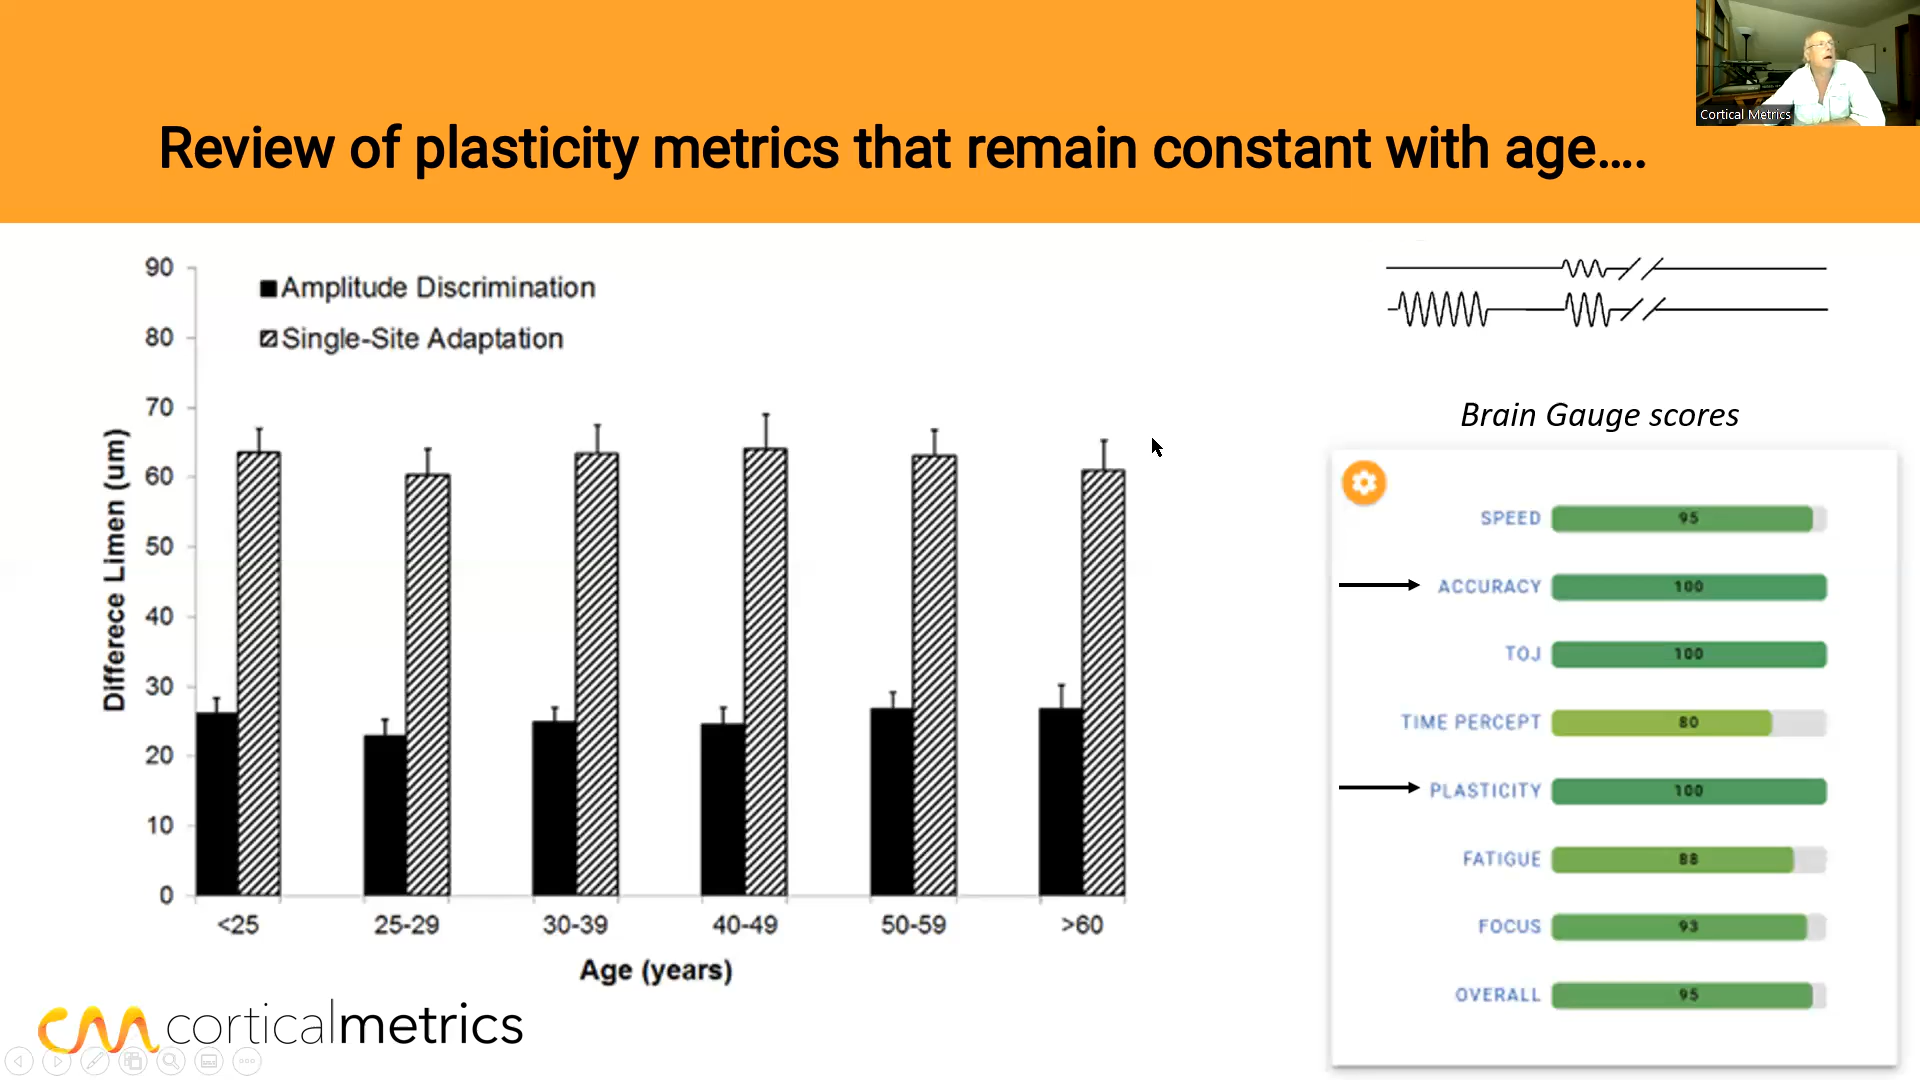 Cortical Metrics
Review of plasticity metrics that remain constant with age....
90
80
70
60
50
40
30
20
10
0
Differece Limen (um)
Amplitude Discrimination
Single-Site Adaptation
<25 25-29 30-39 40-49 50-59 >60
Age (years)
Brain Gauge scores
SPEED 95
ACCURACY 100
TOJ 100
TIME PERCEPT 80
PLASTICITY 100
FATIGUE 88
FOCUS 93
OVERALL 95
corticalmetrics